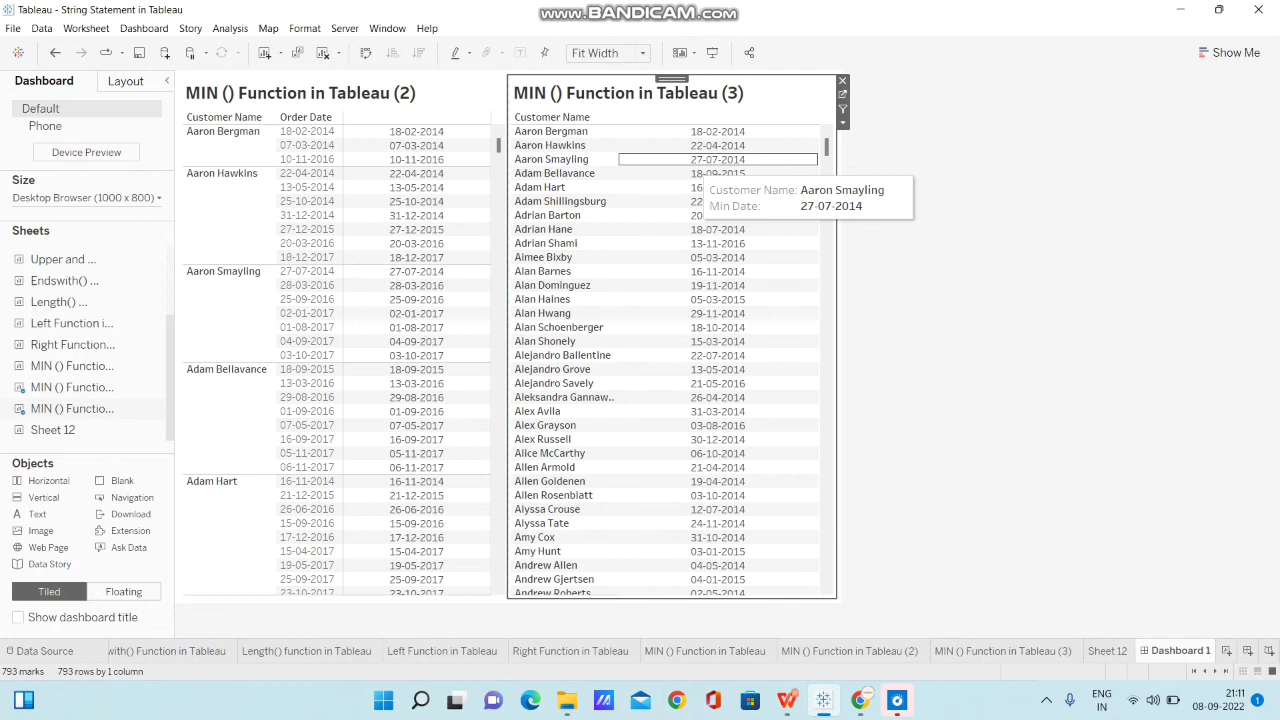 Tableau - String Statement in Tableau
www.BANDICAM.com
File Data Worksheet Dashboard Story Analysis Map Format Server Window Help
Fit Width
Show Me
Dashboard Layout
Default
Phone
Device Preview
Size
Desktop Browser (1000 x 800)
Sheets
Upper and ...
Endswith() ...
Length() ...
Left Function i...
Right Function...
MIN () Functio...
MIN () Functio...
MIN () Functio...
Sheet 12
Objects
Horizontal Blank
Vertical Navigation
Text Download
Image Extension
Web Page Ask Data
Data Story
Tiled Floating
Show dashboard title
MIN () Function in Tableau (2)
Customer Name Order Date
Aaron Bergman 18-02-2014 18-02-2014
07-03-2014 07-03-2014
10-11-2016 10-11-2016
Aaron Hawkins 22-04-2014 22-04-2014
13-05-2014 13-05-2014
25-10-2014 25-10-2014
31-12-2014 31-12-2014
27-12-2015 27-12-2015
20-03-2016 20-03-2016
18-12-2017 18-12-2017
Aaron Smayling 27-07-2014 27-07-2014
28-03-2016 28-03-2016
25-09-2016 25-09-2016
02-01-2017 02-01-2017
01-08-2017 01-08-2017
04-09-2017 04-09-2017
03-10-2017 03-10-2017
Adam Bellavance 18-09-2015 18-09-2015
13-03-2016 13-03-2016
29-08-2016 29-08-2016
01-09-2016 01-09-2016
07-05-2017 07-05-2017
16-09-2017 16-09-2017
05-11-2017 05-11-2017
06-11-2017 06-11-2017
Adam Hart 16-11-2014 16-11-2014
21-12-2015 21-12-2015
26-06-2016 26-06-2016
15-09-2016 15-09-2016
17-12-2016 17-12-2016
15-04-2017 15-04-2017
19-05-2017 19-05-2017
25-09-2017 25-09-2017
23-10-2017 23-10-2017
MIN () Function in Tableau (3)
Customer Name
Aaron Bergman 18-02-2014
Aaron Hawkins 22-04-2014
Aaron Smayling 27-07-2014
Adam Bellavance 18-09-2015
Adam Hart 16
Adam Shillingsburg 22
Adrian Barton 20
Adrian Hane 18-07-2014
Adrian Shami 13-11-2016
Aimee Bixby 05-03-2014
Alan Barnes 16-11-2014
Alan Dominguez 19-11-2014
Alan Haines 05-03-2015
Alan Hwang 29-11-2014
Alan Schoenberger 18-10-2014
Alan Shonely 15-03-2014
Alejandro Ballentine 22-07-2014
Alejandro Grove 13-05-2014
Alejandro Savely 21-05-2016
Aleksandra Gannaw.. 26-04-2014
Alex Avila 31-03-2014
Alex Grayson 03-08-2016
Alex Russell 30-12-2014
Alice McCarthy 06-10-2014
Allen Armold 21-04-2014
Allen Goldenen 19-04-2014
Allen Rosenblatt 03-10-2014
Alyssa Crouse 12-07-2014
Alyssa Tate 24-11-2014
Amy Cox 31-10-2014
Amy Hunt 03-01-2015
Andrew Allen 04-05-2014
Andrew Gjertsen 04-01-2015
Andrew Roberts 02-05-2014
Customer Name: Aaron Smayling
Min Date: 27-07-2014
Data Source with() Function in Tableau Length() function in Tableau Left Function in Tableau Right Function in Tableau MIN () Function in Tableau MIN () Function in Tableau (2) MIN () Function in Tableau (3) Sheet 12 Dashboard 1
793 marks 793 rows by 1 column
ENG
IN
21:11
08-09-2022
1